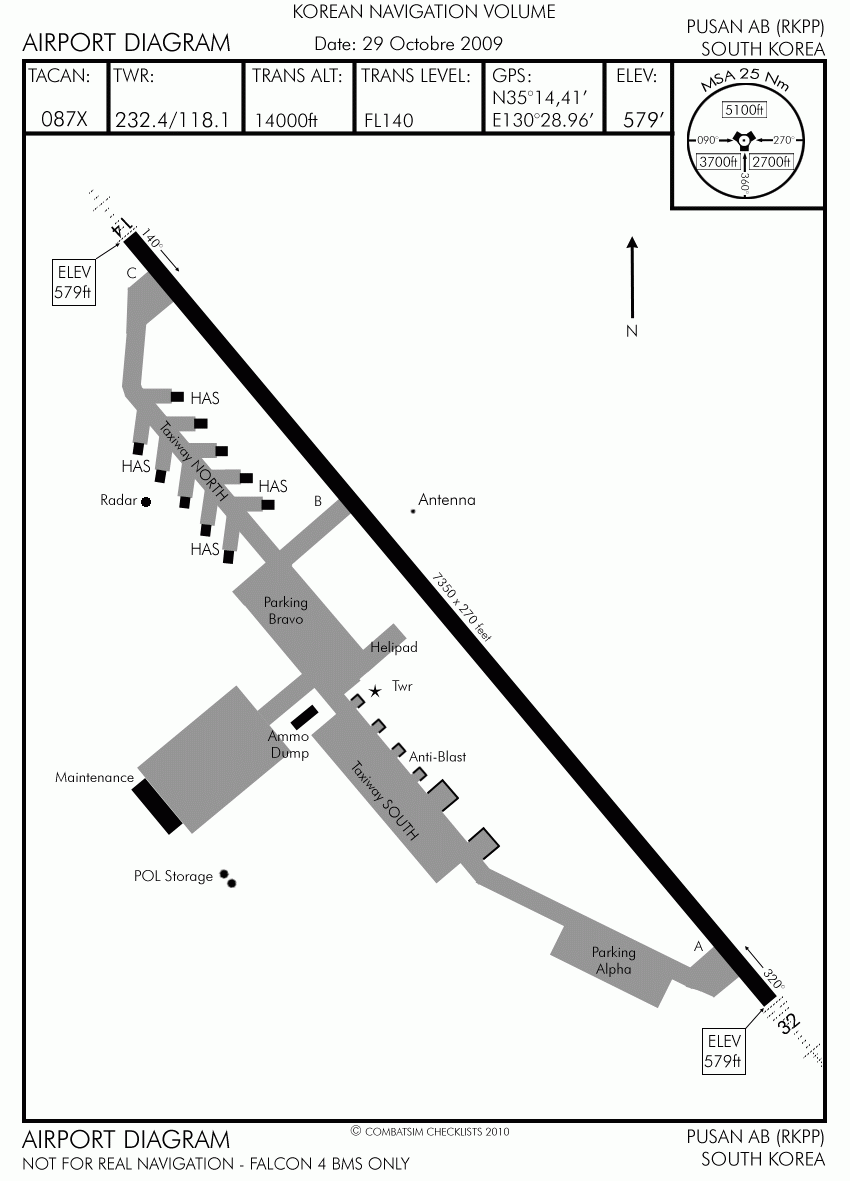 KOREAN NAVIGATION VOLUME
AIRPORT DIAGRAM
Date: 29 Octobre 2009
PUSAN AB (RKPP)
SOUTH KOREA
TACAN:
087X
TWR:
232.4/118.1
TRANS ALT:
14000ft
TRANS LEVEL:
FL140
GPS:
N35°14,41’
E130°28.96’
ELEV:
579’
MSA 25 Nm
5100ft
090°
270°
3700ft
2700ft
360°
14
140°
ELEV
579ft
C
N
HAS
Taxiway NORTH
HAS
HAS
Radar
B
Antenna
HAS
7350 x 270 feet
Parking
Bravo
Helipad
Twr
Ammo
Dump
Anti-Blast
Maintenance
Taxiway SOUTH
POL Storage
A
Parking
Alpha
320°
32
ELEV
579ft
© COMBATSIM CHECKLISTS 2010
AIRPORT DIAGRAM
NOT FOR REAL NAVIGATION - FALCON 4 BMS ONLY
PUSAN AB (RKPP)
SOUTH KOREA